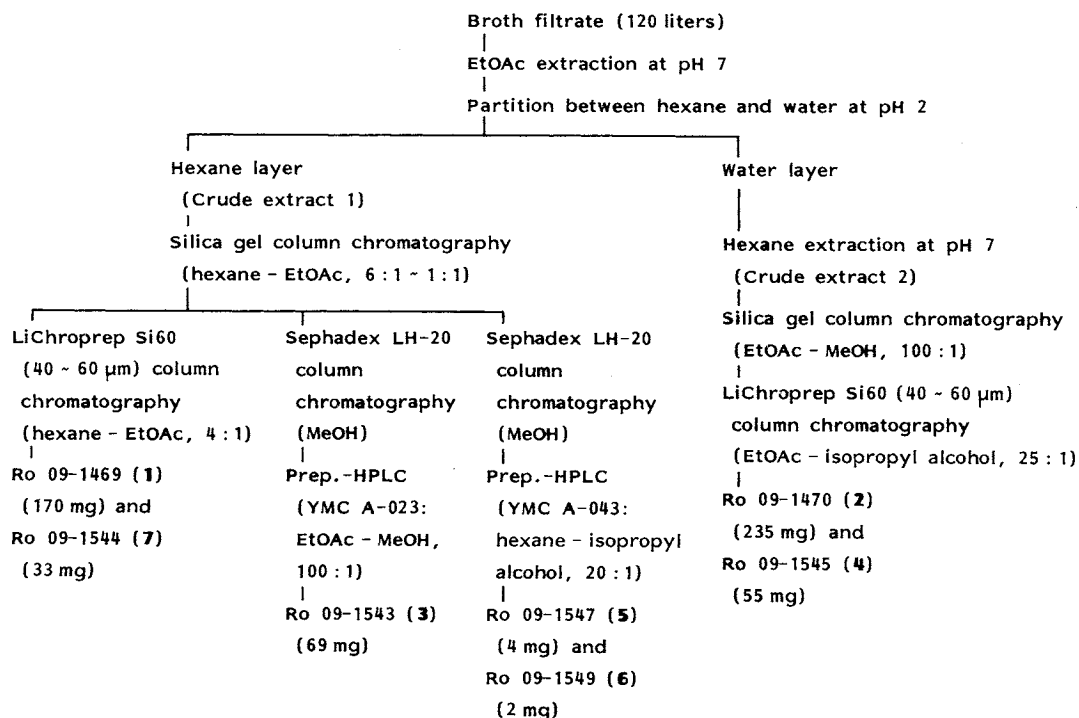 Broth filtrate (120 liters)
EtOAc extraction at pH 7
Partition between hexane and water at pH 2
Hexane layer
(Crude extract 1)
Silica gel column chromatography
(hexane - EtOAc, 6 : 1 ~ 1 : 1)
LiChroprep Si60
(40 ~ 60 µm) column
chromatography
(hexane - EtOAc, 4 : 1)
Ro 09-1469 (1)
(170 mg) and
Ro 09-1544 (7)
(33 mg)
Sephadex LH-20
column
chromatography
(MeOH)
Prep.-HPLC
(YMC A-023:
EtOAc - MeOH,
100 : 1)
Ro 09-1543 (3)
(69 mg)
Sephadex LH-20
column
chromatography
(MeOH)
Prep.-HPLC
(YMC A-043:
hexane - isopropyl
alcohol, 20 : 1)
Ro 09-1547 (5)
(4 mg) and
Ro 09-1549 (6)
(2 mg)
Water layer
Hexane extraction at pH 7
(Crude extract 2)
Silica gel column chromatography
(EtOAc - MeOH, 100 : 1)
LiChroprep Si60 (40 ~ 60 µm)
column chromatography
(EtOAc - isopropyl alcohol, 25 : 1)
Ro 09-1470 (2)
(235 mg) and
Ro 09-1545 (4)
(55 mg)